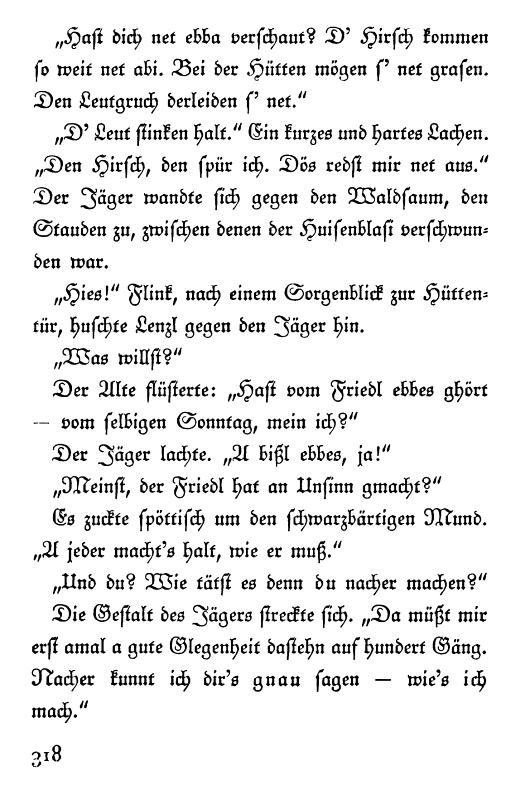 „Hast dich net ebba verschaut? D’ Hirsch kommen
so weit net abi. Bei der Hütten mögen s’ net grasen.
Den Leutgruch derleiden s’ net.“
„D’ Leut stinken halt.“ Ein kurzes und hartes Lachen.
„Den Hirsch, den spür ich. Dös redst mir net aus.“
Der Jäger wandte sich gegen den Waldsaum, den
Stauden zu, zwischen denen der Huisenblasi verschwun-
den war.
„Hies!“ Flink, nach einem Sorgenblick zur Hütten-
tür, huschte Lenzl gegen den Jäger hin.
„Was willst?“
Der Alte flüsterte: „Hast vom Friedl ebbes ghört
— vom selbigen Sonntag, mein ich?“
Der Jäger lachte. „A bißl ebbes, ja!“
„Meinst, der Friedl hat an Unsinn gmacht?“
Es zuckte spöttisch um den schwarzbärtigen Mund.
„A jeder macht’s halt, wie er muß.“
„Und du? Wie tätst es denn du nacher machen?“
Die Gestalt des Jägers streckte sich. „Da müßt mir
erst amal a gute Glegenheit dastehn auf hundert Gäng.
Nacher kunnt ich dir’s gnau sagen — wie’s ich
mach.“
318